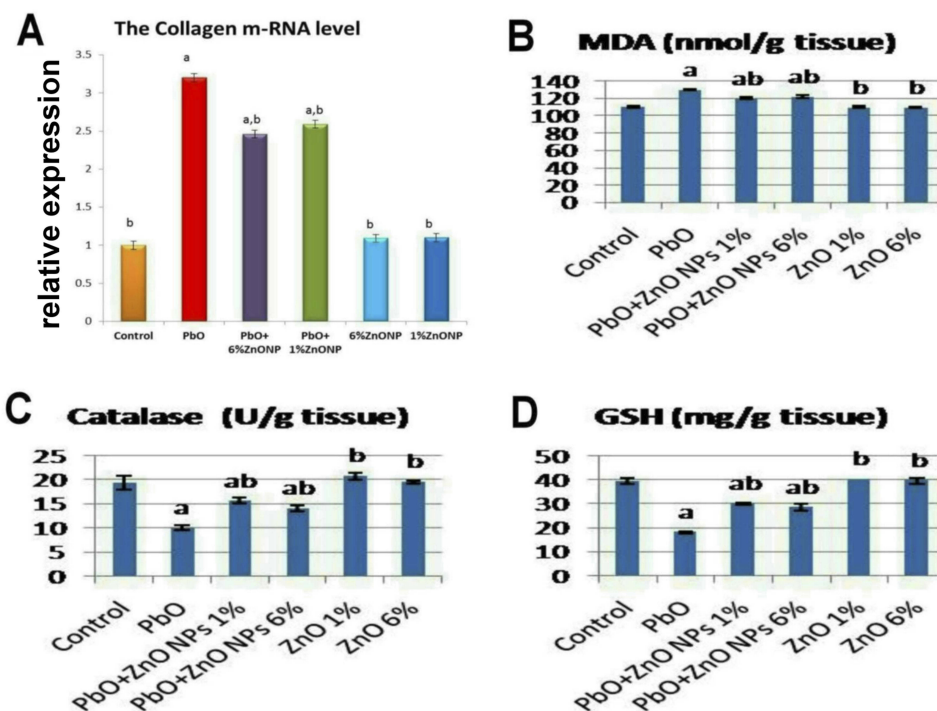 A
The Collagen m-RNA level
relative expression
3.5
3
2.5
2
1.5
1
0.5
0
b
a
a,b
a,b
b
b
Control
PbO
PbO+
6%ZnONP
PbO+
1%ZnONP
6%ZnONP
1%ZnONP
B
MDA (nmol/g tissue)
140
120
100
80
60
40
20
0
a
ab
ab
b
b
Control
PbO
PbO+ZnO NPs 1%
PbO+ZnO NPs 6%
ZnO 1%
ZnO 6%
C
Catalase (U/g tissue)
25
20
15
10
5
0
a
ab
ab
b
b
Control
PbO
PbO+ZnO NPs 1%
PbO+ZnO NPs 6%
ZnO 1%
ZnO 6%
D
GSH (mg/g tissue)
50
40
30
20
10
0
a
ab
ab
b
b
Control
PbO
PbO+ZnO NPs 1%
PbO+ZnO NPs 6%
ZnO 1%
ZnO 6%